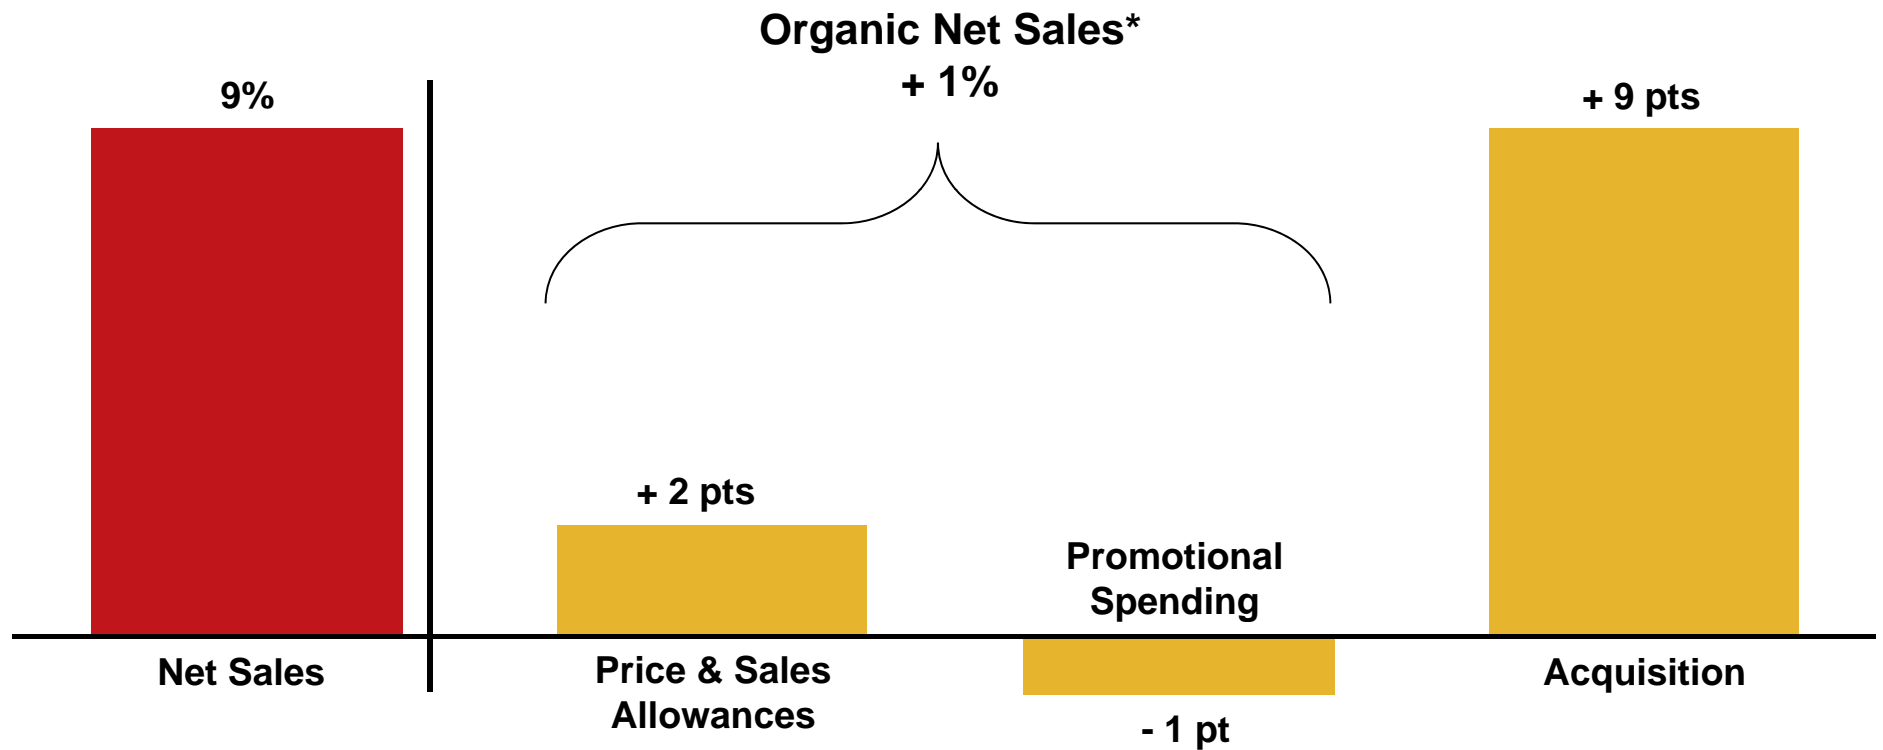 Organic Net Sales*
+ 1%
9%
+ 9 pts
+ 2 pts
Promotional
Spending
Net Sales
Price & Sales
Allowances
Acquisition
- 1 pt